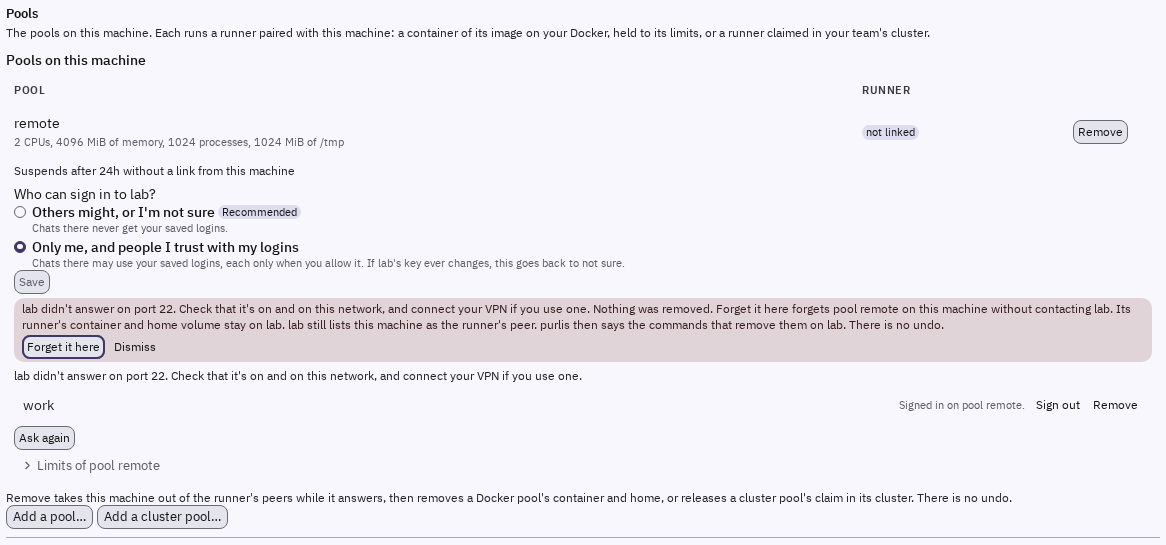 Pools
The pools on this machine. Each runs a runner paired with this machine: a container of its image on your Docker, held to its limits, or a runner claimed in your team's cluster.
Pools on this machine
POOL RUNNER
remote
2 CPUs, 4096 MiB of memory, 1024 processes, 1024 MiB of /tmp
not linked
Remove
Suspends after 24h without a link from this machine
Who can sign in to lab?
Others might, or I'm not sure Recommended
Chats there never get your saved logins.
Only me, and people I trust with my logins
Chats there may use your saved logins, each only when you allow it. If lab's key ever changes, this goes back to not sure.
Save
lab didn't answer on port 22. Check that it's on and on this network, and connect your VPN if you use one. Nothing was removed. Forget it here forgets pool remote on this machine without contacting lab. Its
runner's container and home volume stay on lab. lab still lists this machine as the runner's peer. purlis then says the commands that remove them on lab. There is no undo.
Forget it here Dismiss
lab didn't answer on port 22. Check that it's on and on this network, and connect your VPN if you use one.
work Signed in on pool remote. Sign out Remove
Ask again
Limits of pool remote
Remove takes this machine out of the runner's peers while it answers, then removes a Docker pool's container and home, or releases a cluster pool's claim in its cluster. There is no undo.
Add a pool... Add a cluster pool...